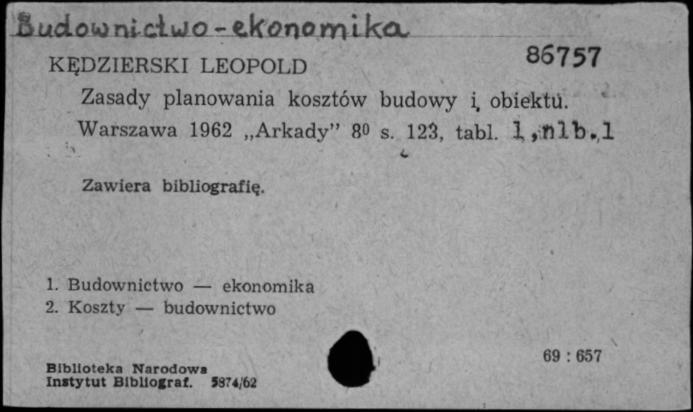 Budownictwo-ekonomika
86757
KĘDZIERSKI LEOPOLD
Zasady planowania kosztów budowy i obiektu.
Warszawa 1962 „Arkady” 8⁰ s. 123, tabl. 1,nlb.1
Zawiera bibliografię.
1. Budownictwo — ekonomika
2. Koszty — budownictwo
69 : 657
Biblioteka Narodowa
Instytut Bibliograf. 5874/62